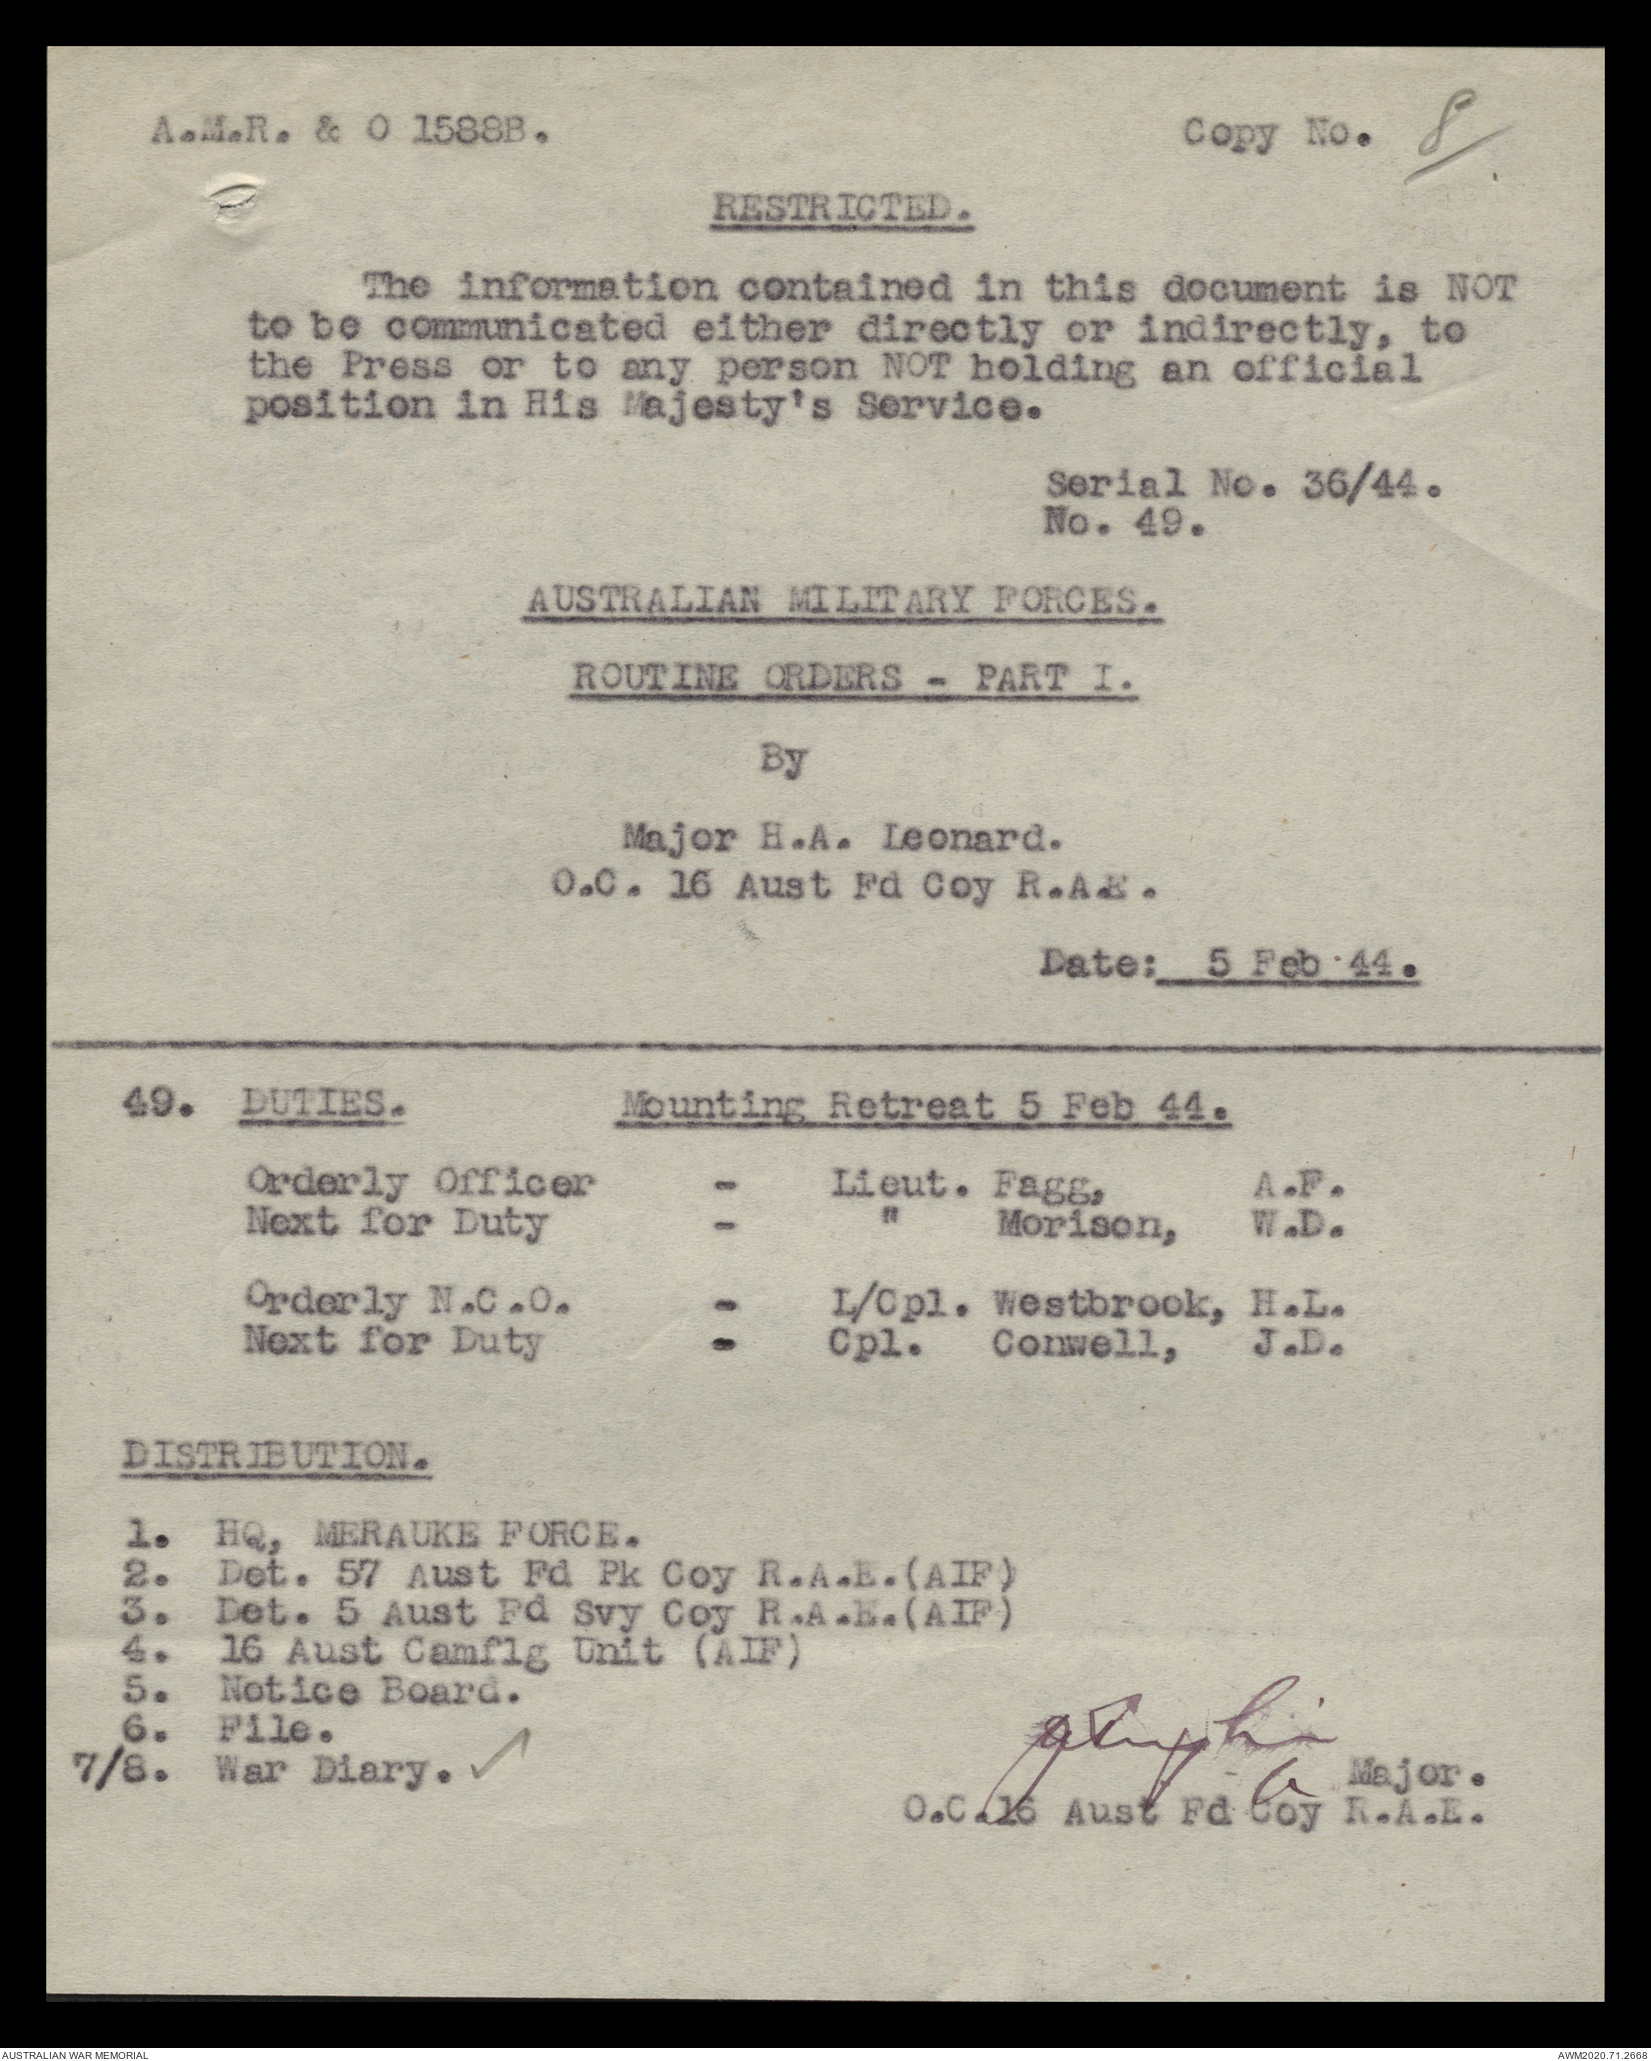 A.M.R. & O 1588B.
Copy No. 8
RESTRICTED.
The information contained in this document is NOT
to be communicated either directly or indirectly, to
the Press or to any person NOT holding an official
position in His Majesty's Service.
Serial No. 36/44.
No. 49.
AUSTRALIAN MILITARY FORCES.
ROUTINE ORDERS - PART I.
By
Major H.A. Leonard.
O.C. 16 Aust Fd Coy R.A.E.
Date: 5 Feb 44.
49. DUTIES. Mounting Retreat 5 Feb 44.
Orderly Officer - Lieut. Fagg, A.F.
Next for Duty - " Morison, W.D.
Orderly N.C.O. - L/Cpl. Westbrook, H.L.
Next for Duty - Cpl. Conwell, J.D.
DISTRIBUTION.
1. HQ, MERAUKE FORCE.
2. Det. 57 Aust Fd Pk Coy R.A.E.(AIF)
3. Det. 5 Aust Fd Svy Coy R.A.E.(AIF)
4. 16 Aust Camflg Unit (AIF)
5. Notice Board.
6. File.
7/8. War Diary. ✓
Major.
O.C.16 Aust Fd Coy R.A.E.
AUSTRALIAN WAR MEMORIAL
AWM2020.71.2668